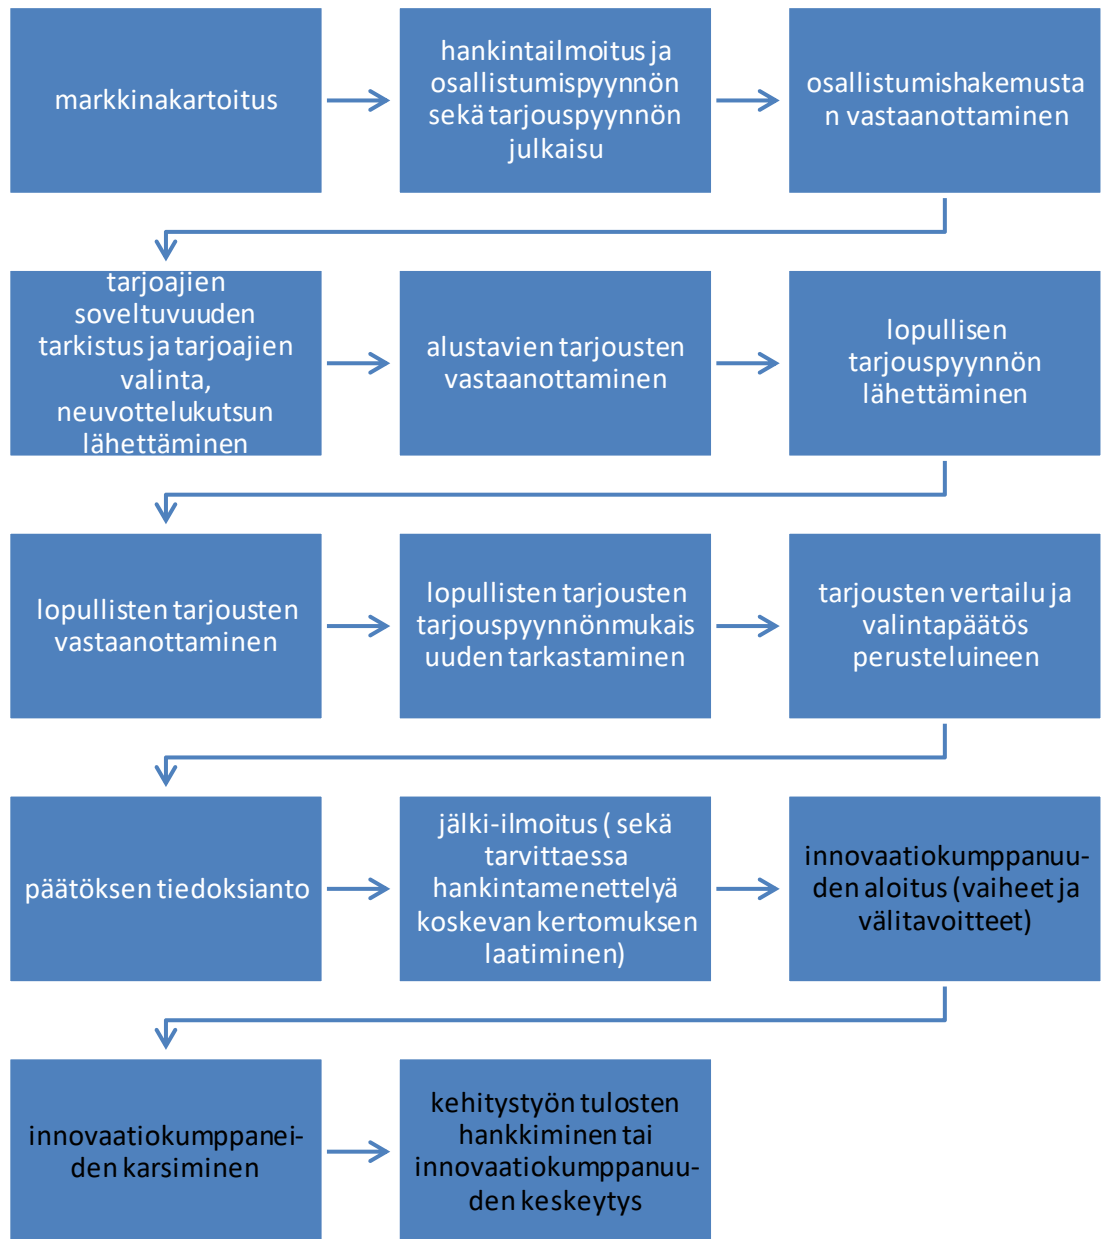 markkinakartoitus
hankintailmoitus ja
osallistumispyynnön
sekä tarjouspyynnön
julkaisu
osallistumishakemusta
n vastaanottaminen
tarjoajien
soveltuvuuden
tarkistus ja tarjoajien
valinta,
neuvottelukutsun
lähettäminen
alustavien tarjousten
vastaanottaminen
lopullisen
tarjouspyynnön
lähettäminen
lopullisten tarjousten
vastaanottaminen
lopullisten tarjousten
tarjouspyynnönmukais
uuden tarkastaminen
tarjousten vertailu ja
valintapäätös
perusteluineen
päätöksen tiedoksianto
jälki-ilmoitus ( sekä
tarvittaessa
hankintamenettelyä
koskevan kertomuksen
laatiminen)
innovaatiokumppanuu-
den aloitus (vaiheet ja
välitavoitteet)
innovaatiokumppanei-
den karsiminen
kehitystyön tulosten
hankkiminen tai
innovaatiokumppanuu-
den keskeytys